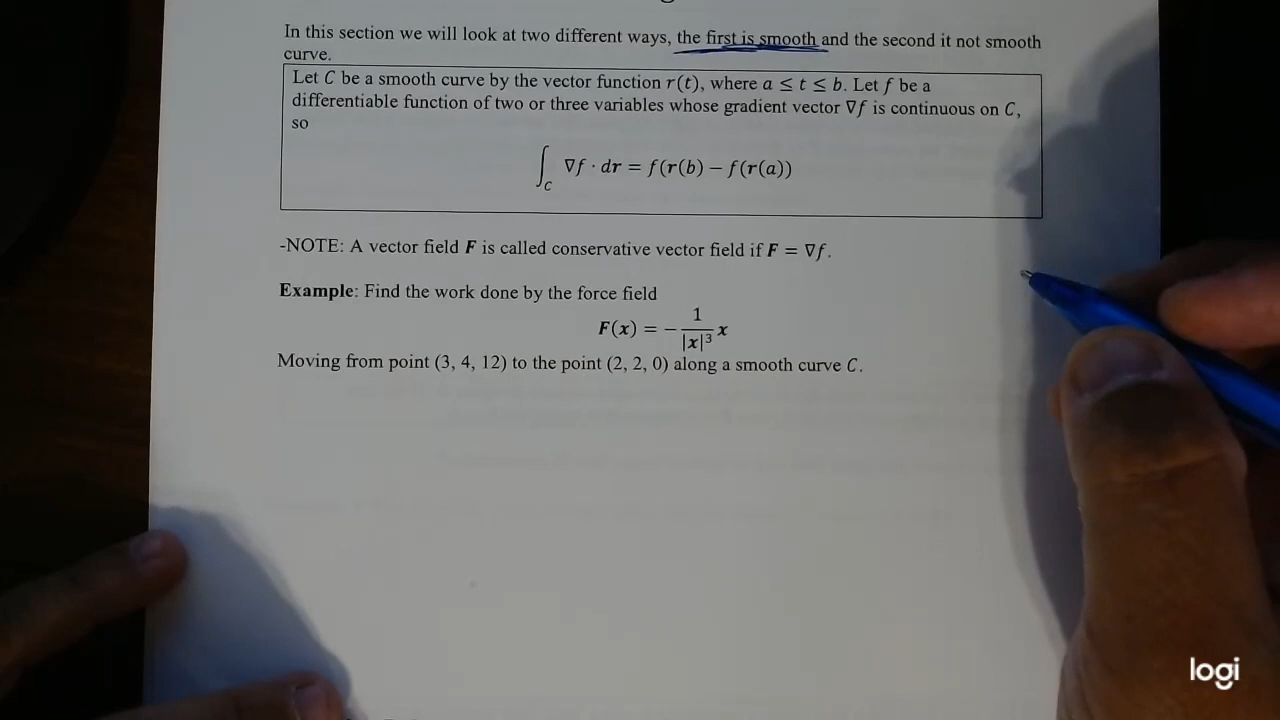 In this section we will look at two different ways, the first is smooth and the second it not smooth
curve.
Let C be a smooth curve by the vector function r(t), where a ≤ t ≤ b. Let f be a
differentiable function of two or three variables whose gradient vector ∇f is continuous on C,
so
∫_C ∇f · dr = f(r(b) − f(r(a))
-NOTE: A vector field F is called conservative vector field if F = ∇f.
Example: Find the work done by the force field
F(x) = − 1/|x|³ x
Moving from point (3, 4, 12) to the point (2, 2, 0) along a smooth curve C.
logi